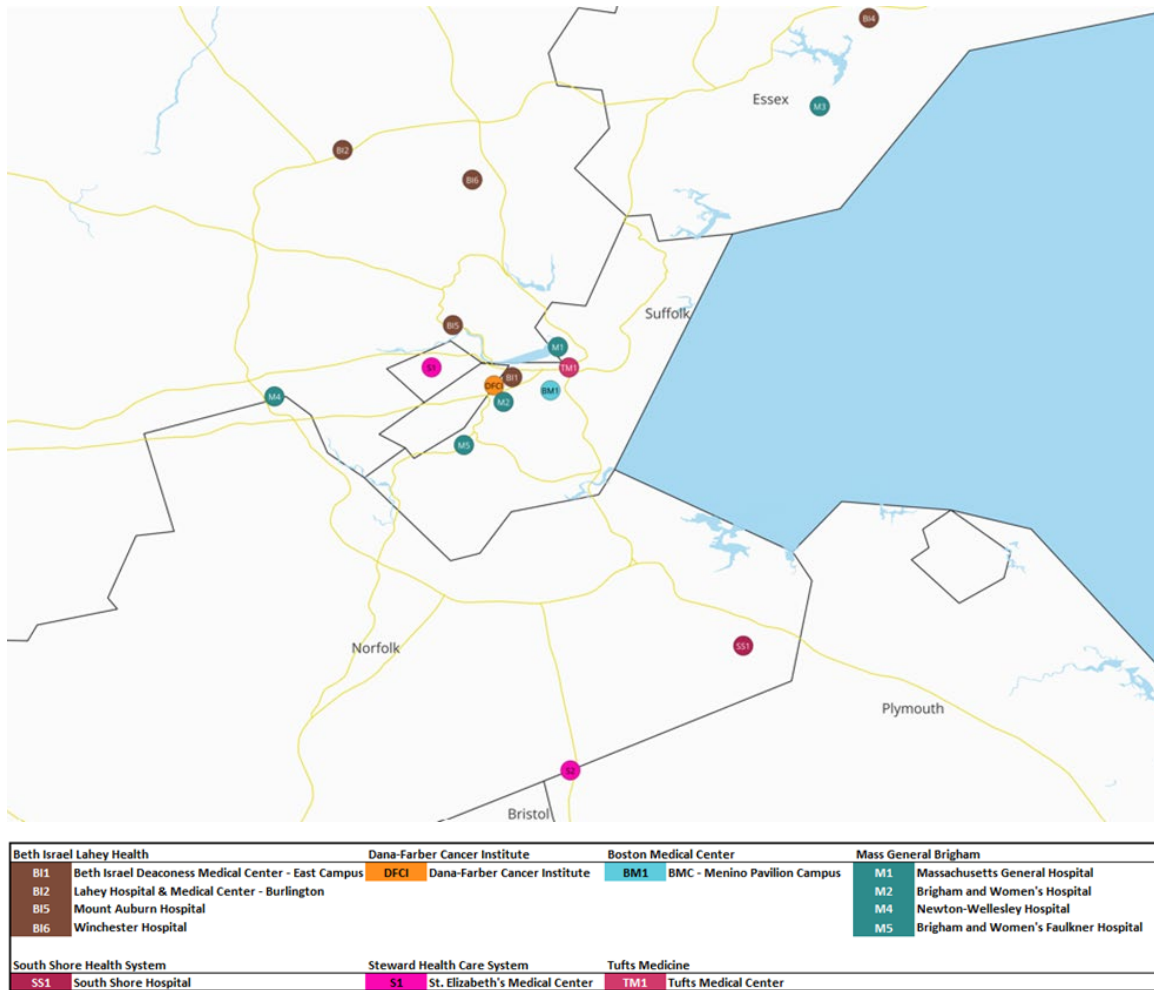 BI4
Essex
M3
BI2
BI6
Suffolk
BI5
M1
S1
TM1
BI1
DFCI
BM1
M4
M2
M5
Norfolk
SS1
Plymouth
S2
Bristol
Beth Israel Lahey Health Dana-Farber Cancer Institute Boston Medical Center Mass General Brigham
BI1 Beth Israel Deaconess Medical Center - East Campus DFCI Dana-Farber Cancer Institute BM1 BMC - Menino Pavilion Campus M1 Massachusetts General Hospital
BI2 Lahey Hospital & Medical Center - Burlington M2 Brigham and Women's Hospital
BI5 Mount Auburn Hospital M4 Newton-Wellesley Hospital
BI6 Winchester Hospital M5 Brigham and Women's Faulkner Hospital
South Shore Health System Steward Health Care System Tufts Medicine
SS1 South Shore Hospital S1 St. Elizabeth's Medical Center TM1 Tufts Medical Center